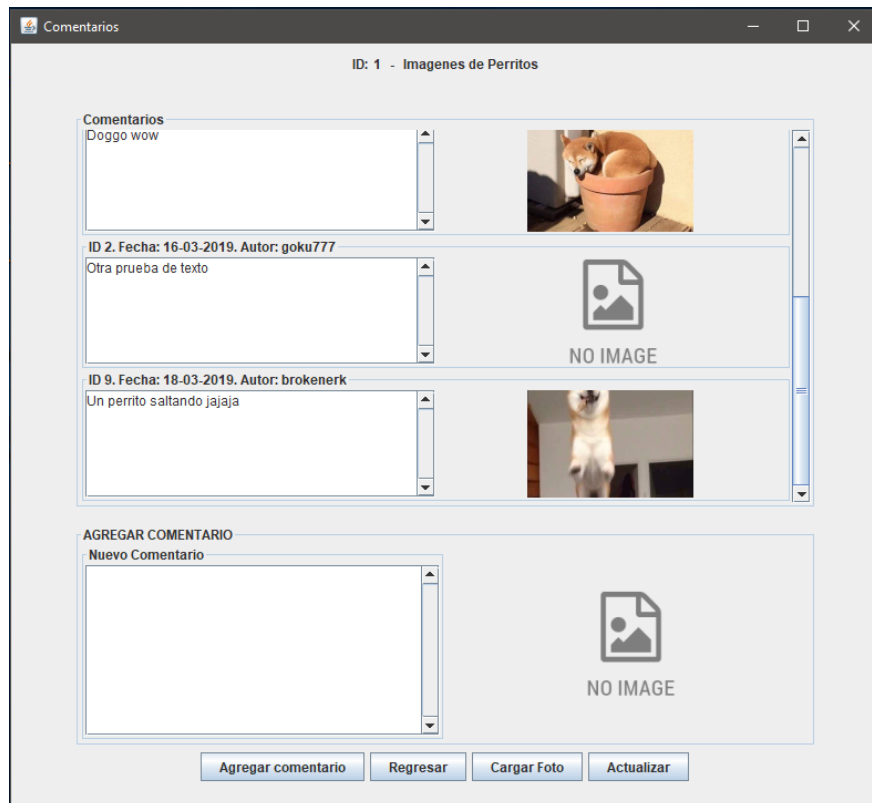 Comentarios
ID: 1 - Imagenes de Perritos
Comentarios
Doggo wow
ID 2. Fecha: 16-03-2019. Autor: goku777
Otra prueba de texto
NO IMAGE
ID 9. Fecha: 18-03-2019. Autor: brokenerk
Un perrito saltando jajaja
AGREGAR COMENTARIO
Nuevo Comentario
NO IMAGE
Agregar comentario Regresar Cargar Foto Actualizar